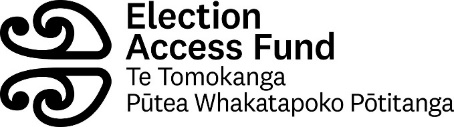 Election
Access Fund
Te Tomokanga
Pūtea Whakatapoko Pōtitanga